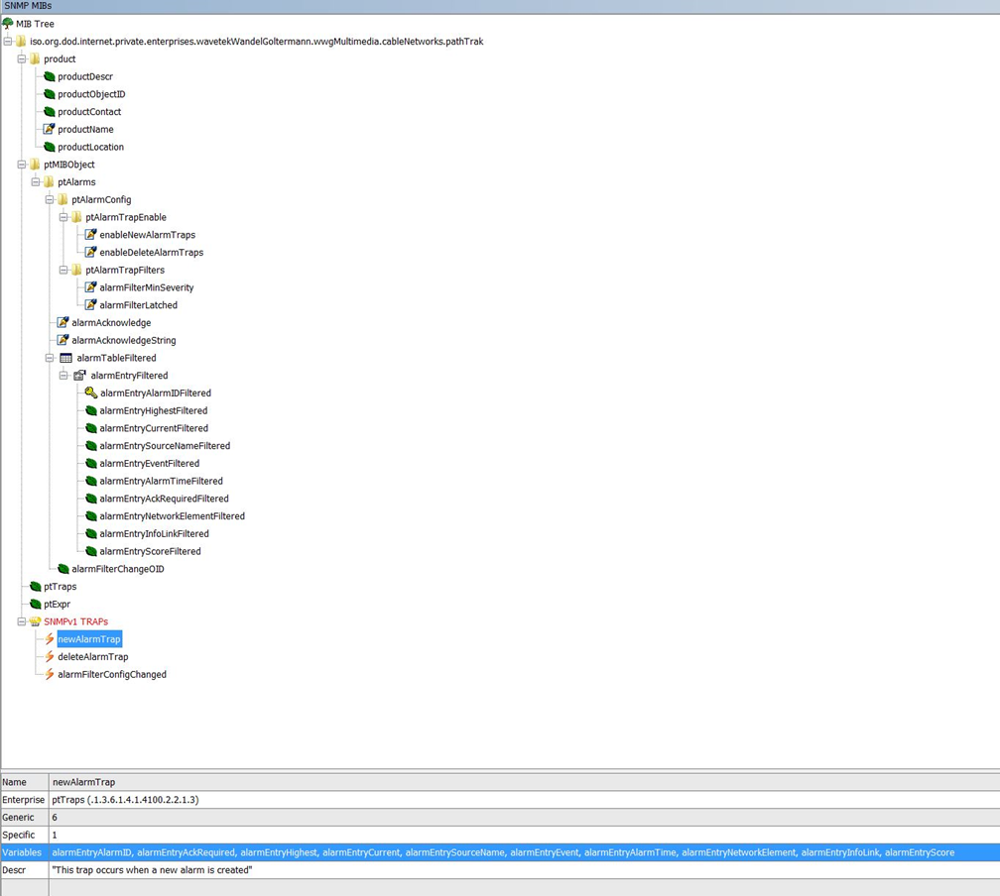 SNMP MIBs
MIB Tree
iso.org.dod.internet.private.enterprises.wavetekWandelGoltermann.wwgMultimedia.cableNetworks.pathTrak
product
productDescr
productObjectID
productContact
productName
productLocation
ptMIBObject
ptAlarms
ptAlarmConfig
ptAlarmTrapEnable
enableNewAlarmTraps
enableDeleteAlarmTraps
ptAlarmTrapFilters
alarmFilterMinSeverity
alarmFilterLatched
alarmAcknowledge
alarmAcknowledgeString
alarmTableFiltered
alarmEntryFiltered
alarmEntryAlarmIDFiltered
alarmEntryHighestFiltered
alarmEntryCurrentFiltered
alarmEntrySourceNameFiltered
alarmEntryEventFiltered
alarmEntryAlarmTimeFiltered
alarmEntryAckRequiredFiltered
alarmEntryNetworkElementFiltered
alarmEntryInfoLinkFiltered
alarmEntryScoreFiltered
alarmFilterChangeOID
ptTraps
ptExpr
SNMPv1 TRAPs
newAlarmTrap
deleteAlarmTrap
alarmFilterConfigChanged
Name newAlarmTrap
Enterprise ptTraps (.1.3.6.1.4.1.4100.2.2.1.3)
Generic 6
Specific 1
Variables alarmEntryAlarmID, alarmEntryAckRequired, alarmEntryHighest, alarmEntryCurrent, alarmEntrySourceName, alarmEntryEvent, alarmEntryAlarmTime, alarmEntryNetworkElement, alarmEntryInfoLink, alarmEntryScore
Descr "This trap occurs when a new alarm is created"